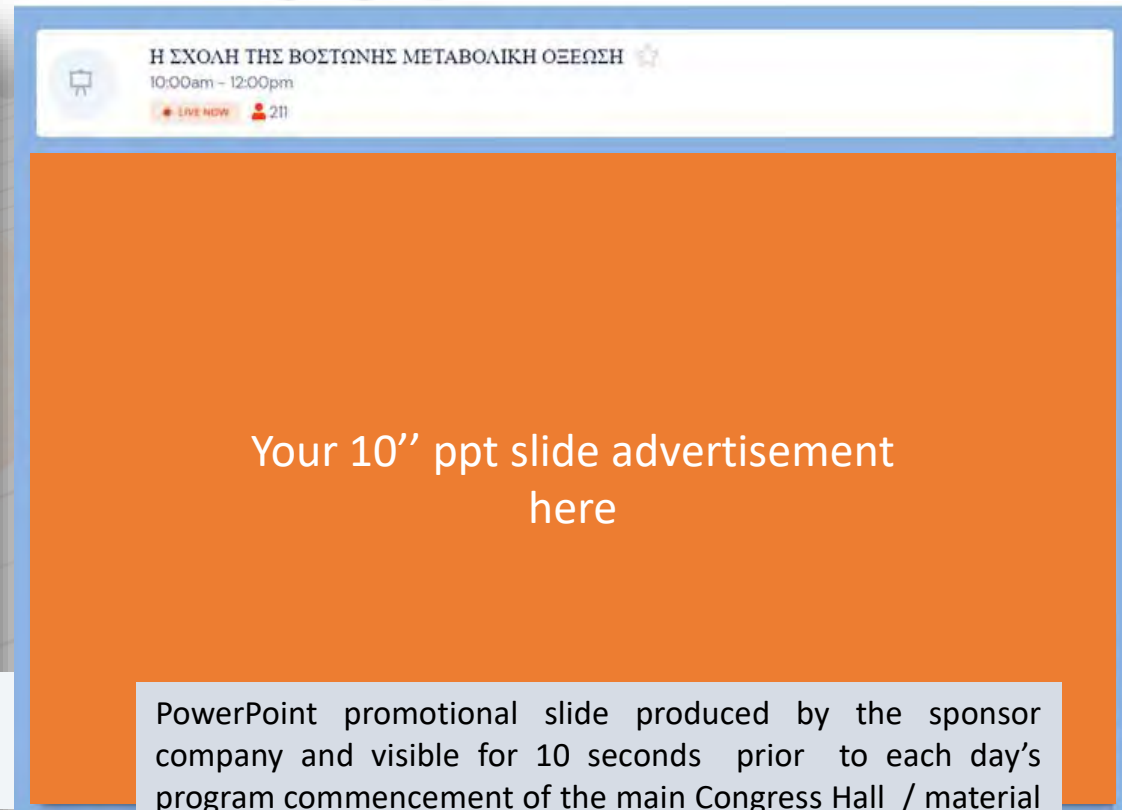 Η ΣΧΟΛΗ ΤΗΣ ΒΟΣΤΩΝΗΣ ΜΕΤΑΒΟΛΙΚΗ ΟΞΕΩΣΗ
10:00am - 12:00pm
LIVE NOW 211
Your 10’’ ppt slide advertisement
here
PowerPoint promotional slide produced by the sponsor
company and visible for 10 seconds prior to each day’s
program commencement of the main Congress Hall / material